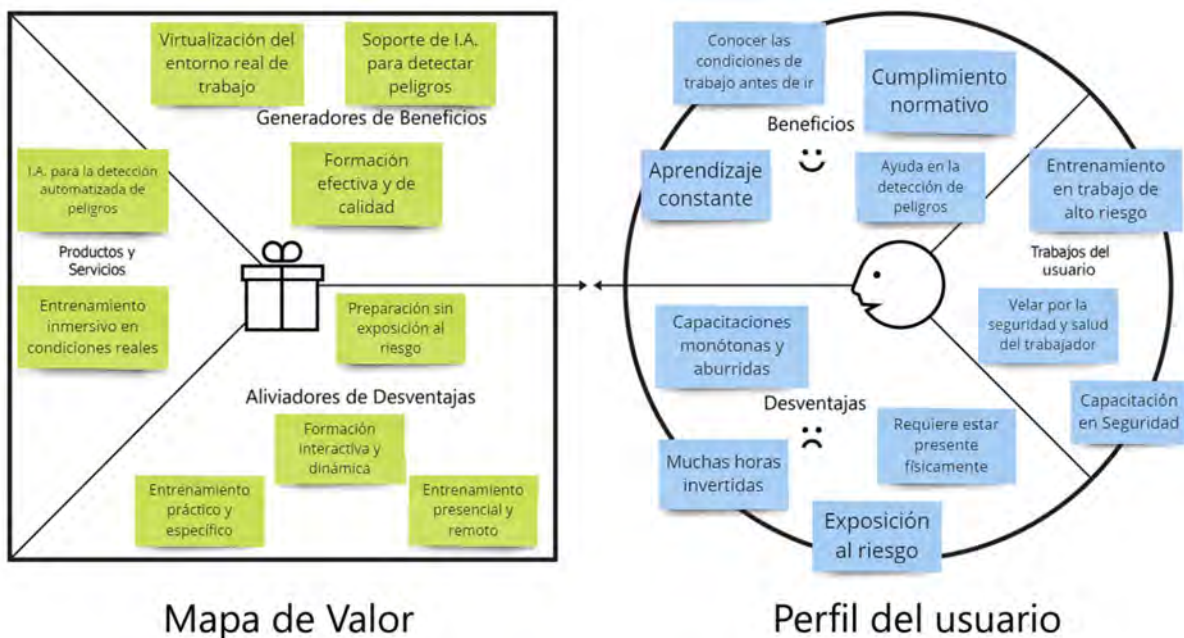 Virtualización del
entorno real de
trabajo
Soporte de I.A.
para detectar
peligros
Generadores de Beneficios
I.A. para la detección
automatizada de
peligros
Formación
efectiva y de
calidad
Productos y
Servicios
Entrenamiento
inmersivo en
condiciones reales
Preparación sin
exposición al
riesgo
Aliviadores de Desventajas
Formación
interactiva y
dinámica
Entrenamiento
práctico y
específico
Entrenamiento
presencial y
remoto
Mapa de Valor
Conocer las
condiciones de
trabajo antes de ir
Cumplimiento
normativo
Beneficios
Aprendizaje
constante
Ayuda en la
detección de
peligros
Entrenamiento
en trabajo de
alto riesgo
Trabajos del
usuario
Velar por la
seguridad y salud
del trabajador
Capacitación
en Seguridad
Capacitaciones
monótonas y
aburridas
Desventajas
Requiere estar
presente
físicamente
Muchas horas
invertidas
Exposición
al riesgo
Perfil del usuario